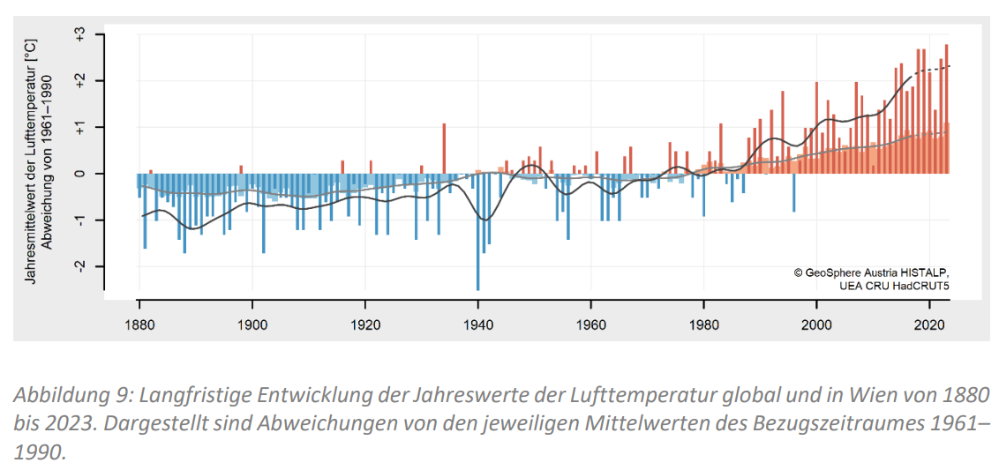 Jahresmittelwert der Lufttemperatur [°C]
Abweichung von 1961–1990
+3
+2
+1
0
-1
-2
© GeoSphere Austria HISTALP,
UEA CRU HadCRUT5
1880
1900
1920
1940
1960
1980
2000
2020
Abbildung 9: Langfristige Entwicklung der Jahreswerte der Lufttemperatur global und in Wien von 1880
bis 2023. Dargestellt sind Abweichungen von den jeweiligen Mittelwerten des Bezugszeitraumes 1961–
1990.